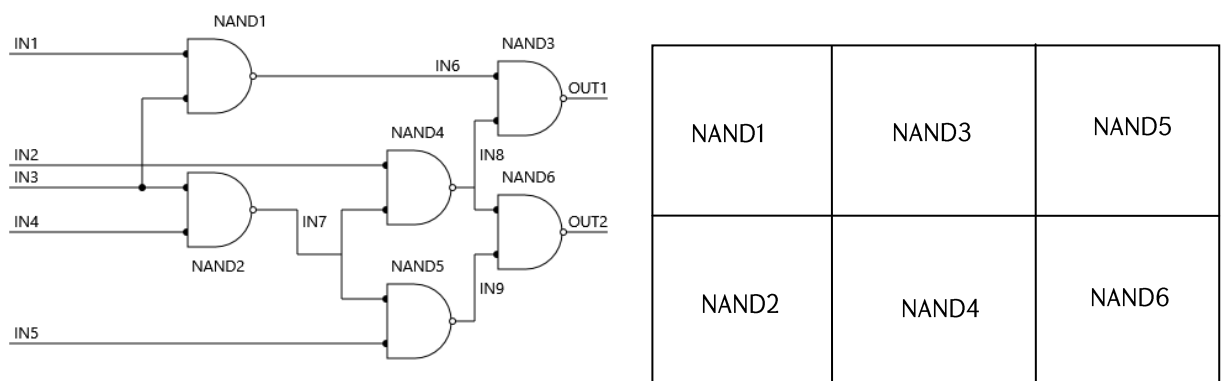 NAND1
IN1
NAND3
IN6
OUT1
NAND4
IN2
IN8
IN3
NAND6
IN4
IN7
OUT2
NAND2
NAND5
IN9
IN5
NAND1
NAND3
NAND5
NAND2
NAND4
NAND6